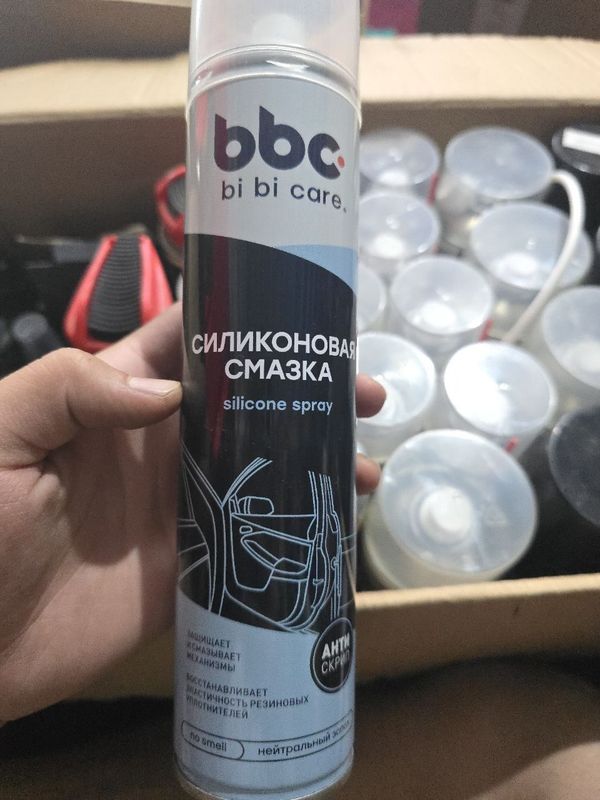 bbc
bi bi care®
СИЛИКОНОВАЯ
СМАЗКА
silicone spray
АНТИ
СКРИП
ЗАЩИЩАЕТ
И СМАЗЫВАЕТ
МЕХАНИЗМЫ
ВОССТАНАВЛИВАЕТ
ЭЛАСТИЧНОСТЬ РЕЗИНОВЫХ
УПЛОТНИТЕЛЕЙ
no smell
нейтральный